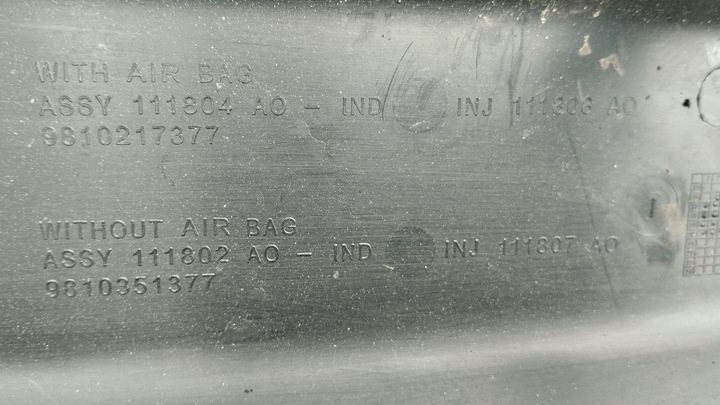 WITH AIR BAG
ASSY 111804 AO - IND INJ 111808 AO
9810217377
WITHOUT AIR BAG
ASSY 111802 AO - IND INJ 111807 AO
9810351377